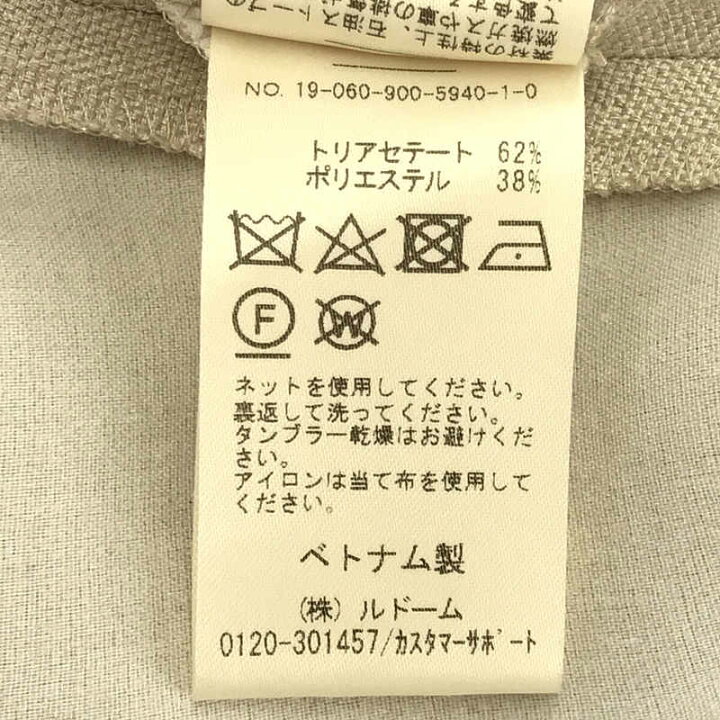 NO. 19-060-900-5940-1-0
トリアセテート 62%
ポリエステル 38%
F
W
ネットを使用してください。
裏返して洗ってください。
タンブラー乾燥はお避けくだ
さい。
アイロンは当て布を使用して
ください。
ベトナム製
(株)ルドーム
0120-301457/カスタマーサポート